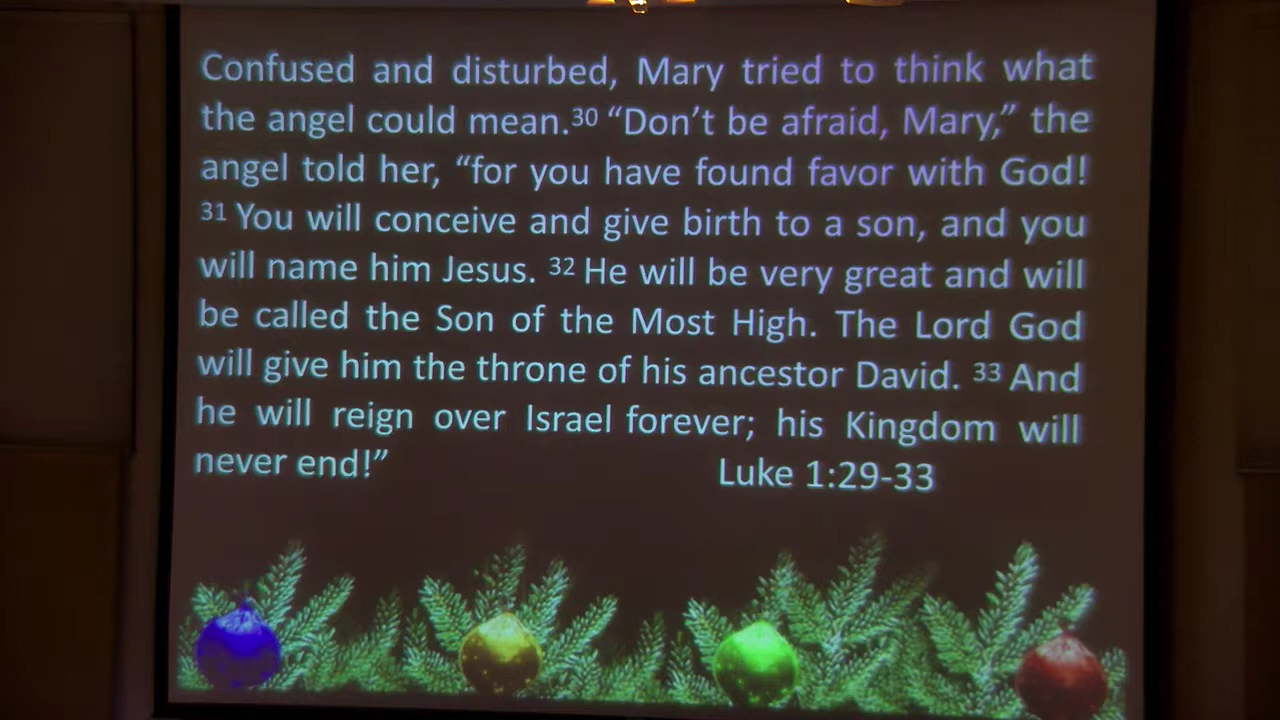 Confused and disturbed, Mary tried to think what
the angel could mean.30 “Don’t be afraid, Mary,” the
angel told her, “for you have found favor with God!
31 You will conceive and give birth to a son, and you
will name him Jesus. 32 He will be very great and will
be called the Son of the Most High. The Lord God
will give him the throne of his ancestor David. 33 And
he will reign over Israel forever; his Kingdom will
never end!” Luke 1:29-33